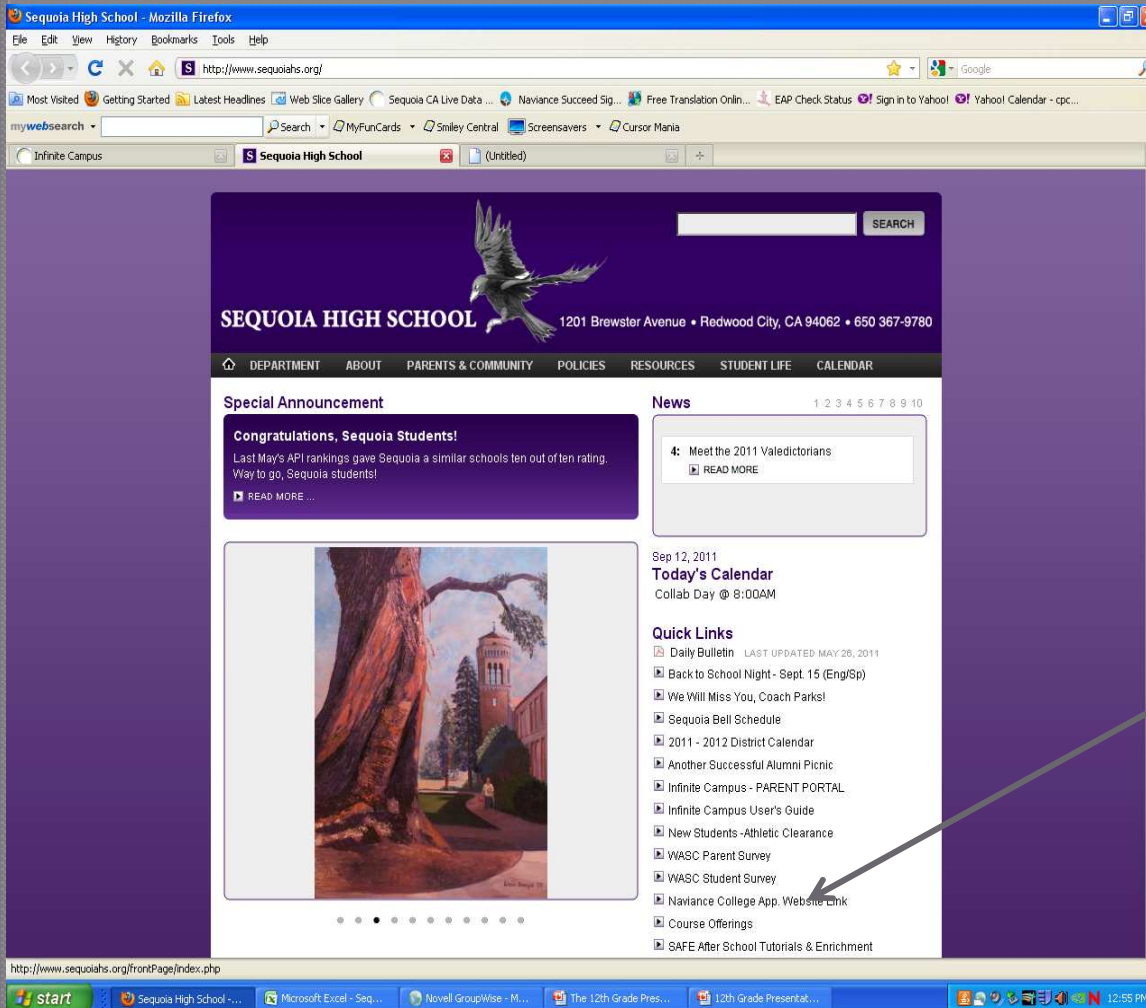 Sequoia High School - Mozilla Firefox
File Edit View History Bookmarks Tools Help
http://www.sequoiahs.org/
Google
Most Visited Getting Started Latest Headlines Web Slice Gallery Sequoia CA Live Data ... Naviance Succeed Sig... Free Translation Onlin... EAP Check Status Sign in to Yahoo! Yahoo! Calendar - cpc...
mywebsearch Search MyFunCards Smiley Central Screensavers Cursor Mania
Infinite Campus Sequoia High School (Untitled)
SEARCH
SEQUOIA HIGH SCHOOL 1201 Brewster Avenue • Redwood City, CA 94062 • 650 367-9780
DEPARTMENT ABOUT PARENTS & COMMUNITY POLICIES RESOURCES STUDENT LIFE CALENDAR
Special Announcement
Congratulations, Sequoia Students!
Last May's API rankings gave Sequoia a similar schools ten out of ten rating.
Way to go, Sequoia students!
READ MORE ...
News 1 2 3 4 5 6 7 8 9 10
4: Meet the 2011 Valedictorians
READ MORE
Sep 12, 2011
Today's Calendar
Collab Day @ 8:00AM
Quick Links
Daily Bulletin LAST UPDATED MAY 26, 2011
Back to School Night - Sept. 15 (Eng/Sp)
We Will Miss You, Coach Parks!
Sequoia Bell Schedule
2011 - 2012 District Calendar
Another Successful Alumni Picnic
Infinite Campus - PARENT PORTAL
Infinite Campus User's Guide
New Students -Athletic Clearance
WASC Parent Survey
WASC Student Survey
Naviance College App. Website Link
Course Offerings
SAFE After School Tutorials & Enrichment
http://www.sequoiahs.org/frontPage/index.php
start Sequoia High School -... Microsoft Excel - Seq... Novell GroupWise - M... The 12th Grade Pres... 12th Grade Presentat... 12:55 PM